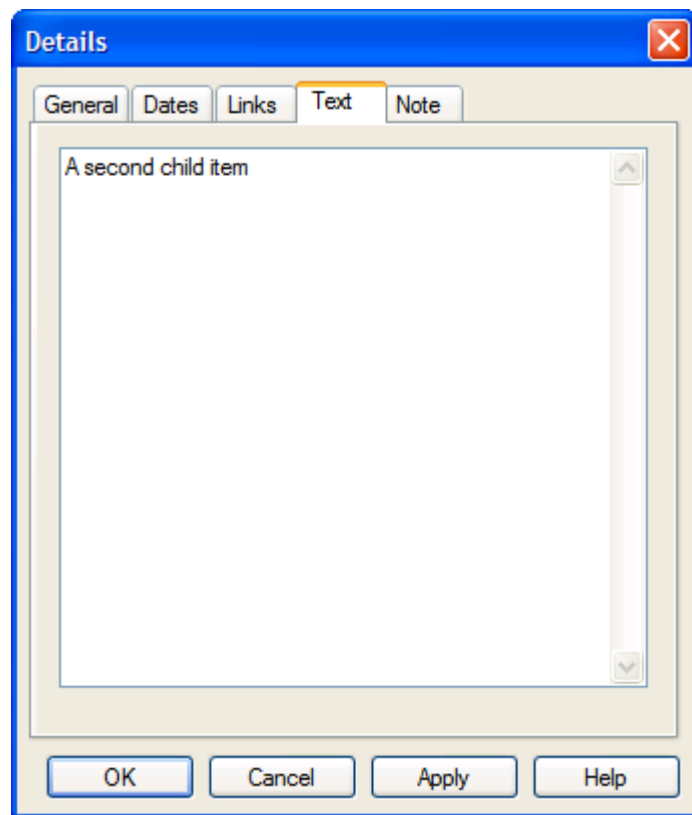 Details
General Dates Links Text Note
A second child item
OK Cancel Apply Help